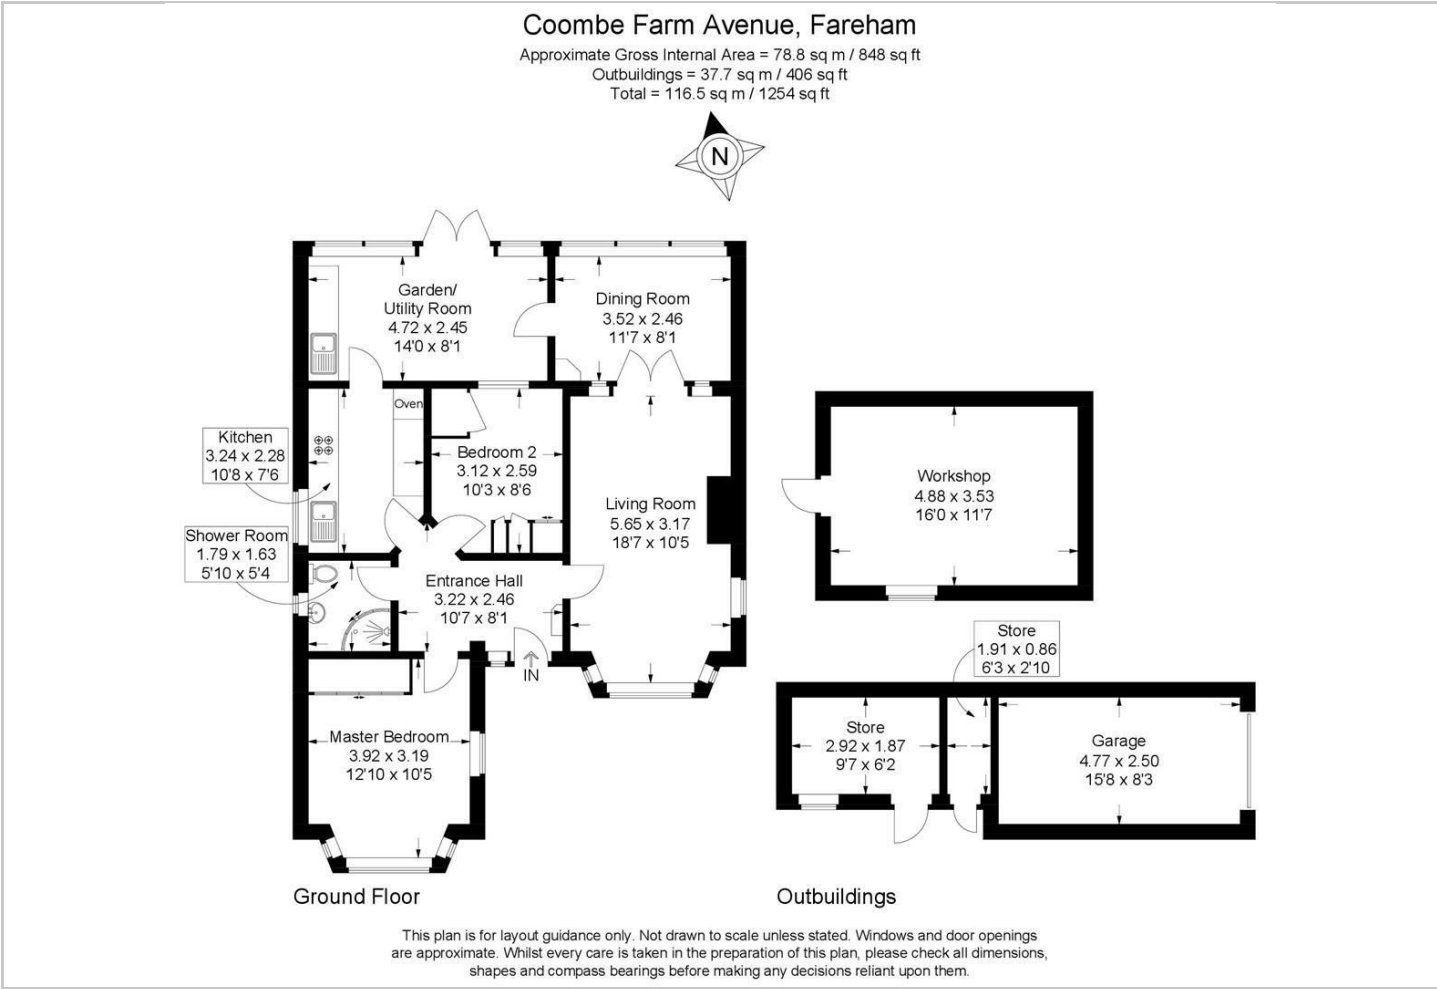 Coombe Farm Avenue, Fareham
Approximate Gross Internal Area = 78.8 sq m / 848 sq ft
Outbuildings = 37.7 sq m / 406 sq ft
Total = 116.5 sq m / 1254 sq ft
N
Garden/
Utility Room
4.72 x 2.45
14'0 x 8'1
Dining Room
3.52 x 2.46
11'7 x 8'1
Oven
Kitchen
3.24 x 2.28
10'8 x 7'6
Bedroom 2
3.12 x 2.59
10'3 x 8'6
Living Room
5.65 x 3.17
18'7 x 10'5
Shower Room
1.79 x 1.63
5'10 x 5'4
Entrance Hall
3.22 x 2.46
10'7 x 8'1
IN
Master Bedroom
3.92 x 3.19
12'10 x 10'5
Ground Floor
Workshop
4.88 x 3.53
16'0 x 11'7
Store
1.91 x 0.86
6'3 x 2'10
Store
2.92 x 1.87
9'7 x 6'2
Garage
4.77 x 2.50
15'8 x 8'3
Outbuildings
This plan is for layout guidance only. Not drawn to scale unless stated. Windows and door openings
are approximate. Whilst every care is taken in the preparation of this plan, please check all dimensions,
shapes and compass bearings before making any decisions reliant upon them.